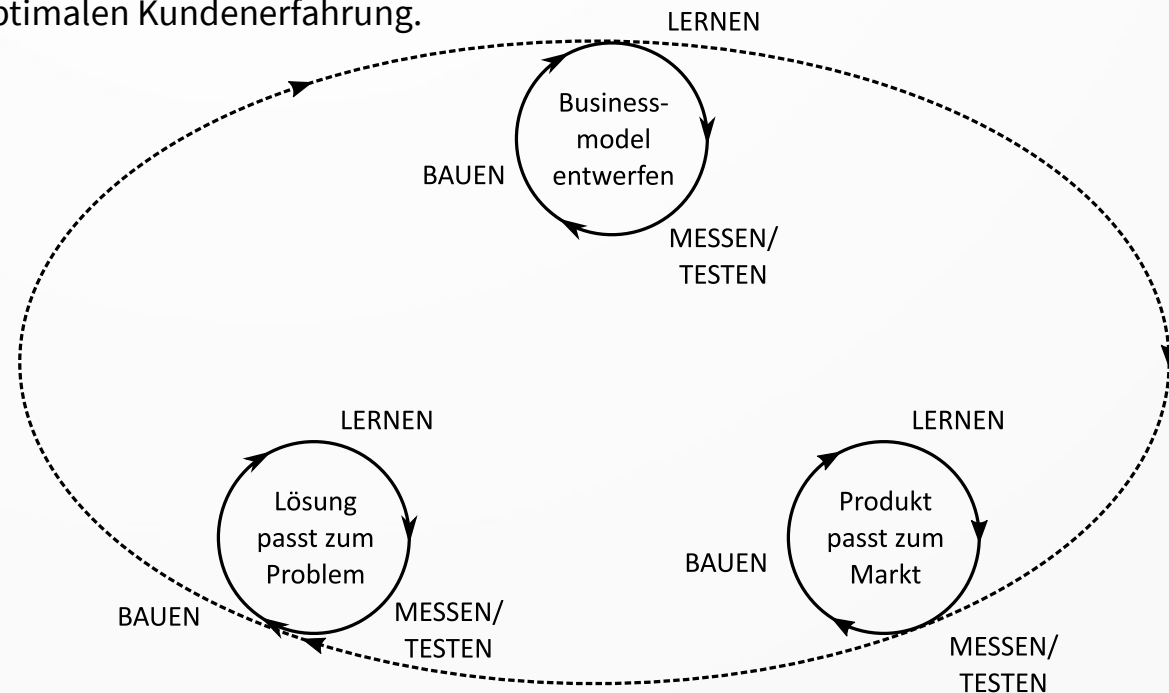 optimalen Kundenerfahrung.
LERNEN
Business-
model
entwerfen
BAUEN
MESSEN/
TESTEN
LERNEN
Lösung
passt zum
Problem
BAUEN
MESSEN/
TESTEN
LERNEN
Produkt
passt zum
Markt
BAUEN
MESSEN/
TESTEN